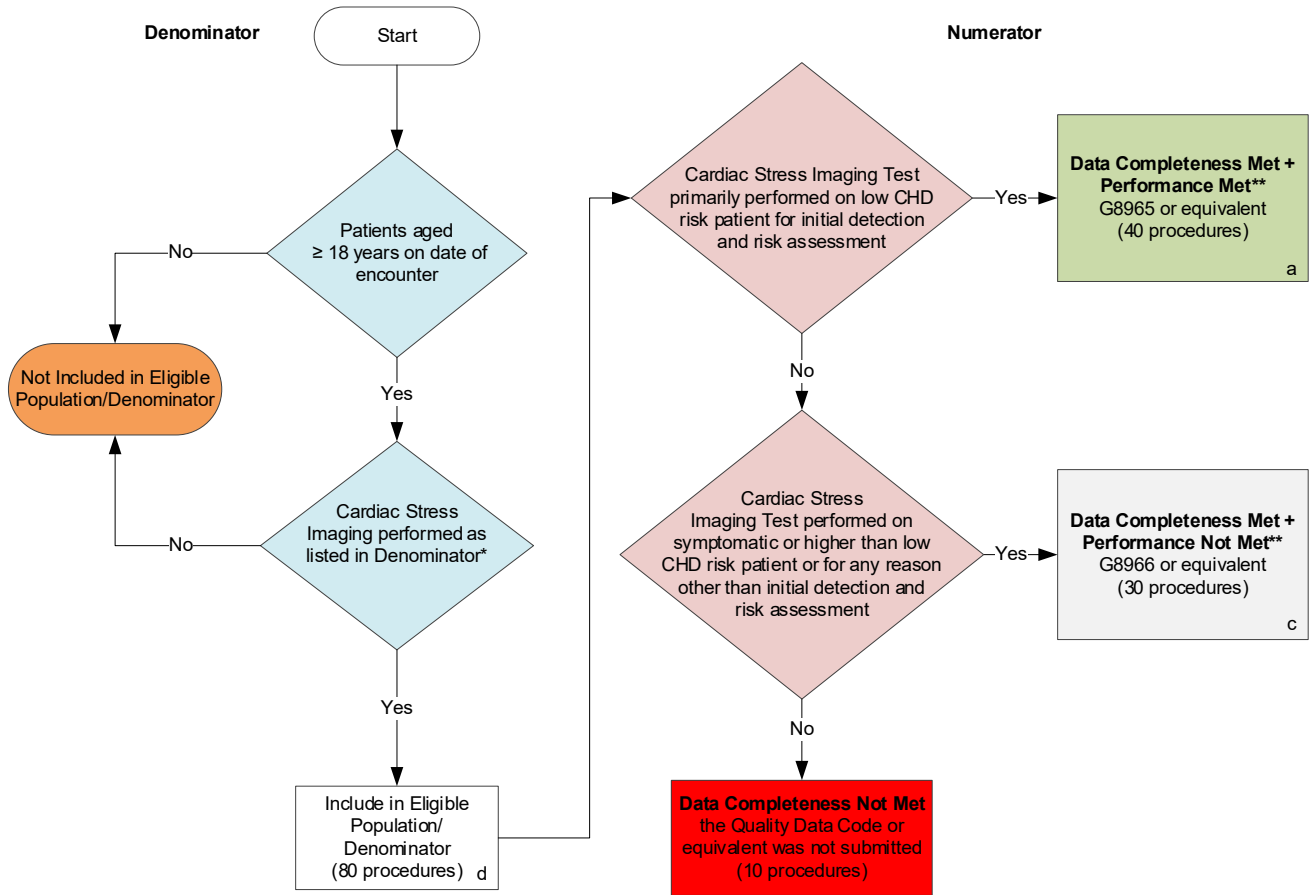 Denominator
Start
Numerator
Patients aged
≥ 18 years on date of
encounter
No
Not Included in Eligible
Population/Denominator
Yes
Cardiac Stress
Imaging performed as
listed in Denominator*
No
Yes
Include in Eligible
Population/
Denominator
(80 procedures)
d
Cardiac Stress Imaging Test
primarily performed on low CHD
risk patient for initial detection
and risk assessment
Yes
Data Completeness Met +
Performance Met**
G8965 or equivalent
(40 procedures)
a
No
Cardiac Stress
Imaging Test performed on
symptomatic or higher than low
CHD risk patient or for any reason
other than initial detection and
risk assessment
Yes
Data Completeness Met +
Performance Not Met**
G8966 or equivalent
(30 procedures)
c
No
Data Completeness Not Met
the Quality Data Code or
equivalent was not submitted
(10 procedures)